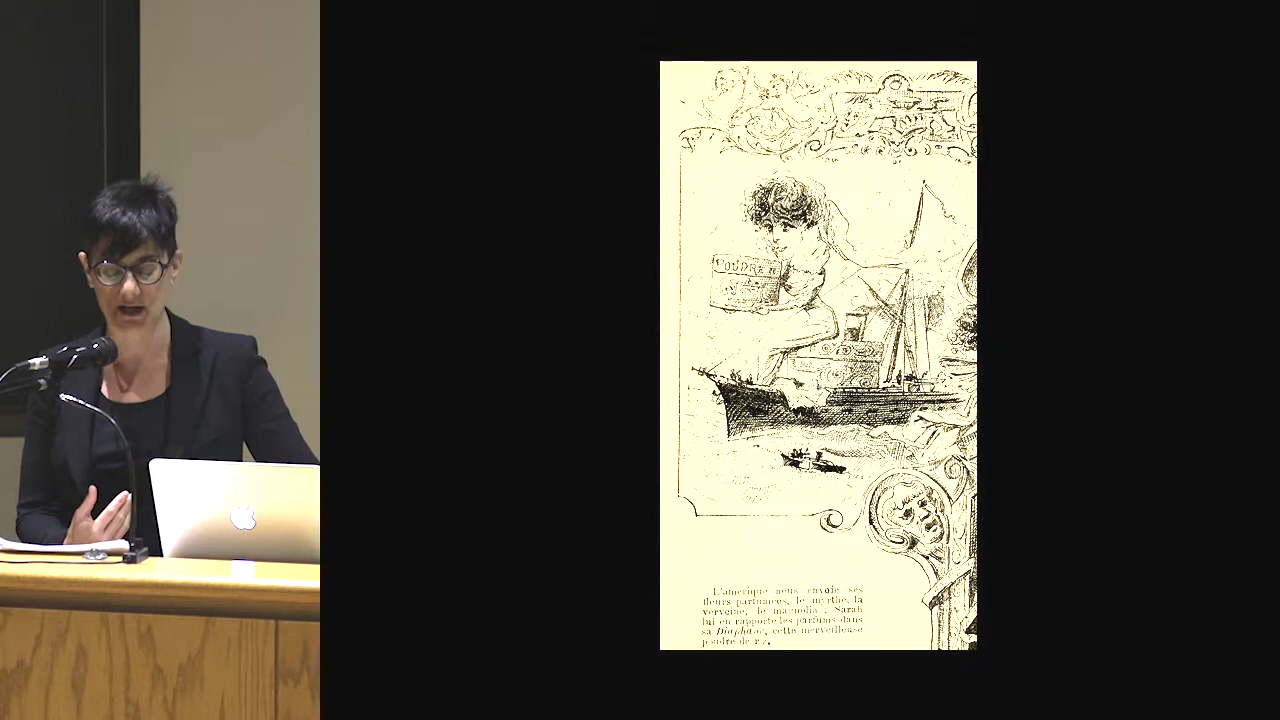 POUDRE
L'amérique nous envoie ses
fleurs parfumées, le myrthe, la
verveine, le magnolia ; Sarah
lui en rapporte les parfums dans
sa Diaphane, cette merveilleuse
poudre de riz.